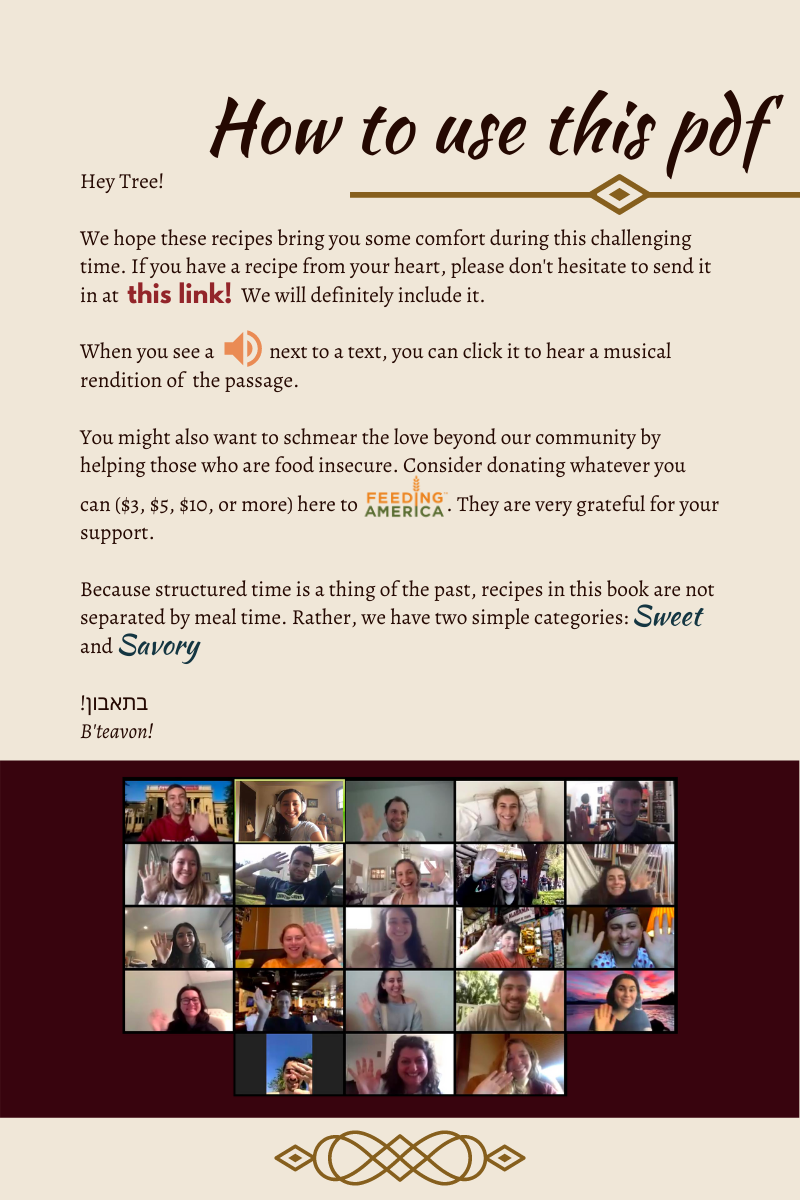 How to use this pdf
Hey Tree!
We hope these recipes bring you some comfort during this challenging
time. If you have a recipe from your heart, please don't hesitate to send it
in at this link! We will definitely include it.
When you see a next to a text, you can click it to hear a musical
rendition of the passage.
You might also want to schmear the love beyond our community by
helping those who are food insecure. Consider donating whatever you
can ($3, $5, $10, or more) here to FEEDING AMERICA. They are very grateful for your
support.
Because structured time is a thing of the past, recipes in this book are not
separated by meal time. Rather, we have two simple categories: Sweet
and Savory
בתאבון!
B'teavon!